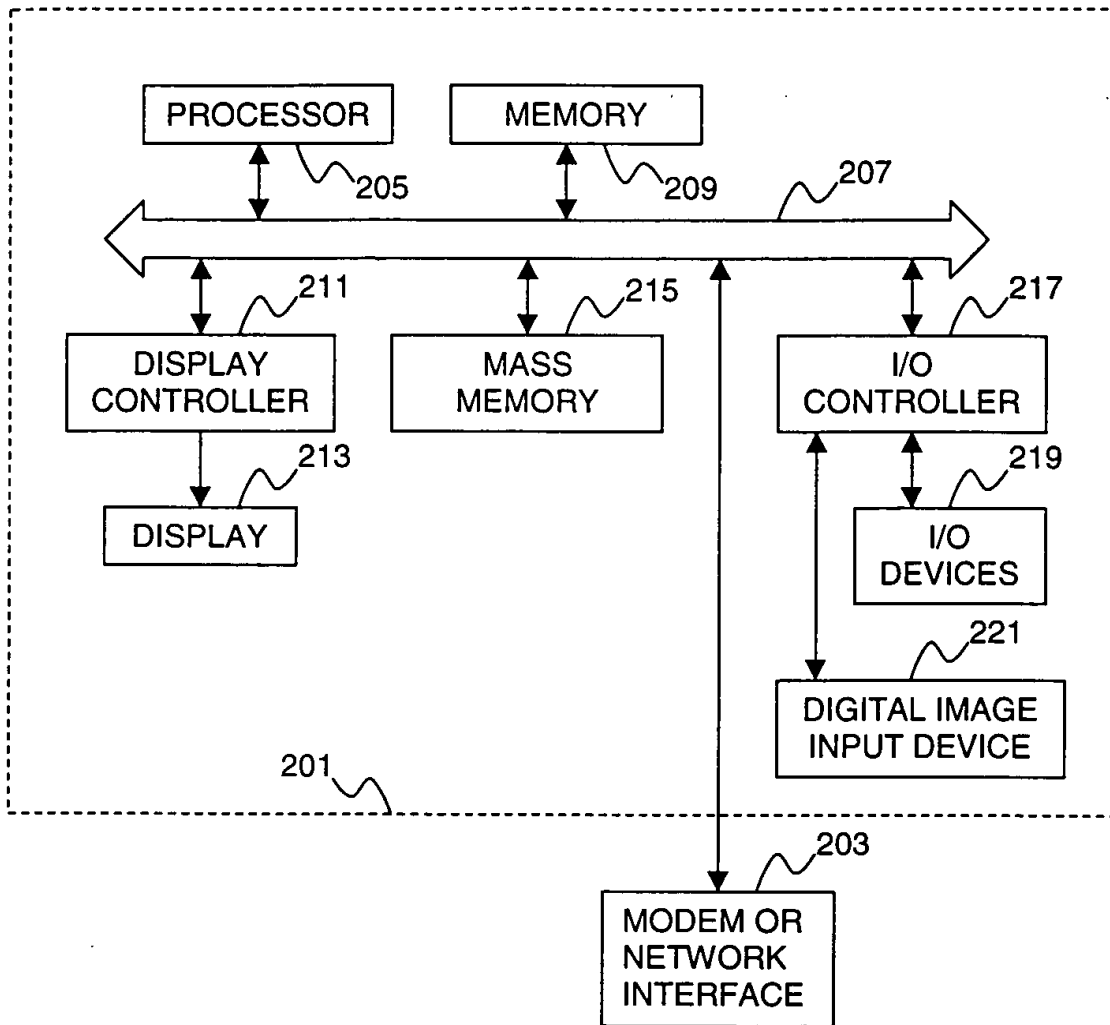 PROCESSOR
MEMORY
205
209
207
211
215
217
DISPLAY
CONTROLLER
MASS
MEMORY
I/O
CONTROLLER
213
219
DISPLAY
I/O
DEVICES
221
DIGITAL IMAGE
INPUT DEVICE
201
203
MODEM OR
NETWORK
INTERFACE